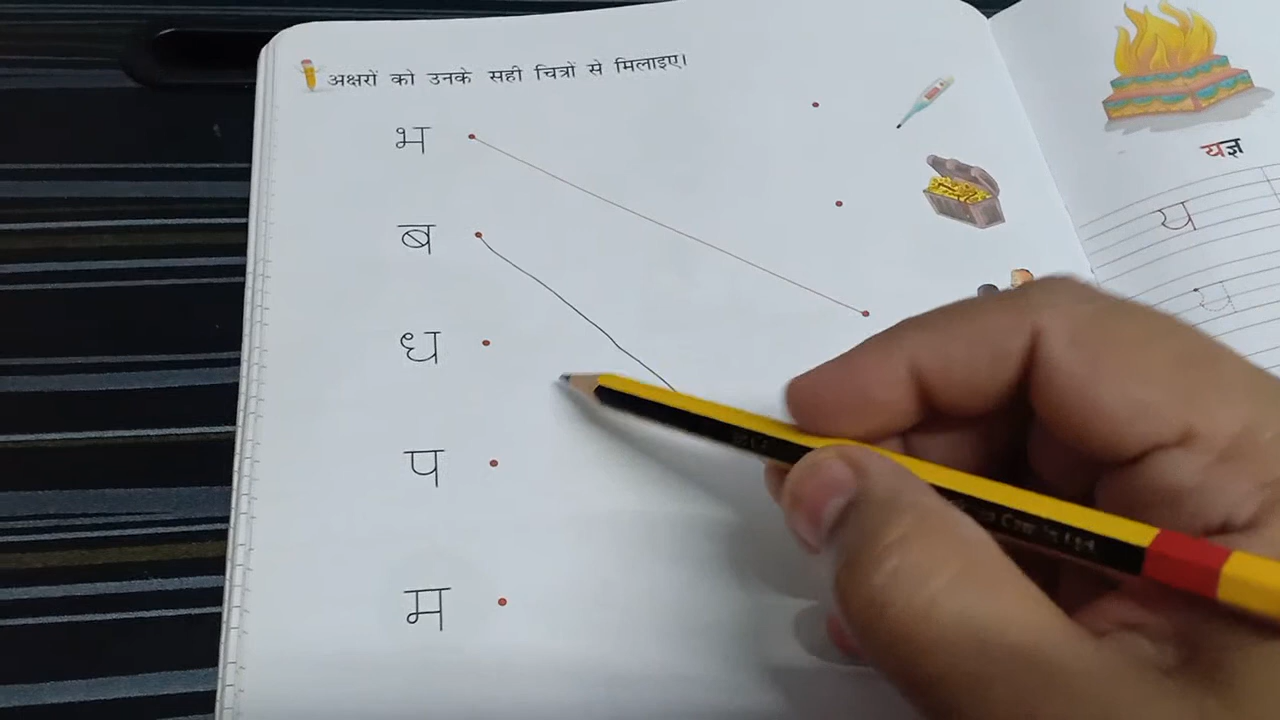 अक्षरों को उनके सही चित्रों से मिलाइए।
भ
ब
ध
प
म
यज्ञ
य
य